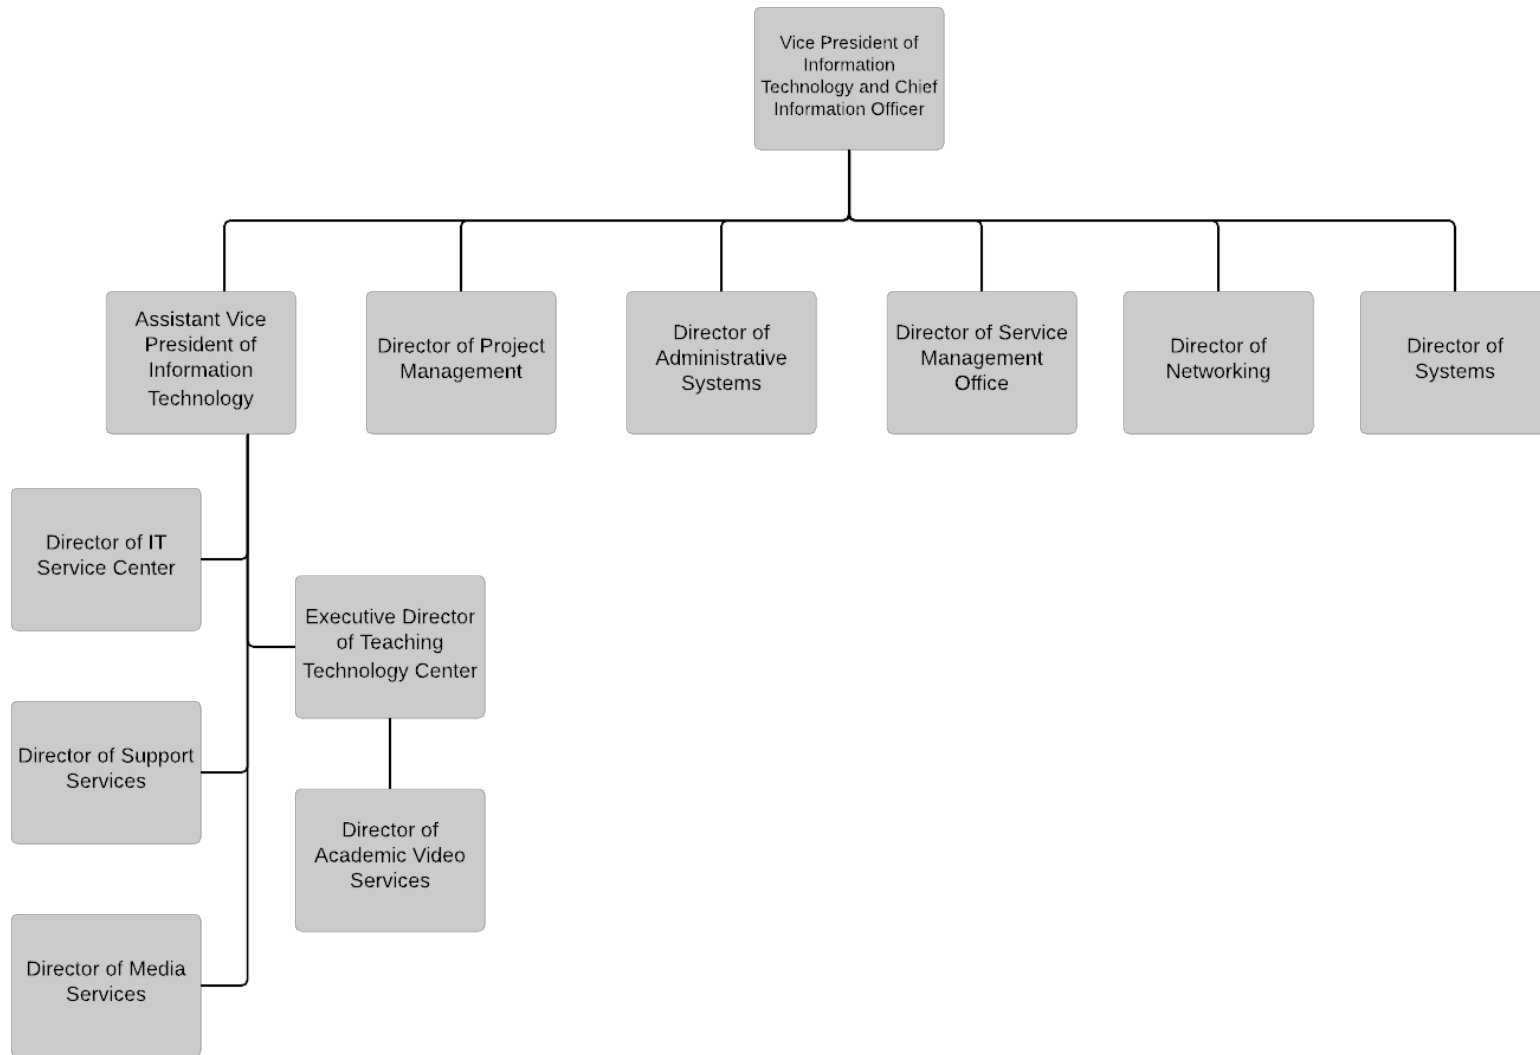 Vice President of
Information
Technology and Chief
Information Officer
Assistant Vice
President of
Information
Technology
Director of Project
Management
Director of
Administrative
Systems
Director of Service
Management
Office
Director of
Networking
Director of
Systems
Director of IT
Service Center
Executive Director
of Teaching
Technology Center
Director of Support
Services
Director of
Academic Video
Services
Director of Media
Services